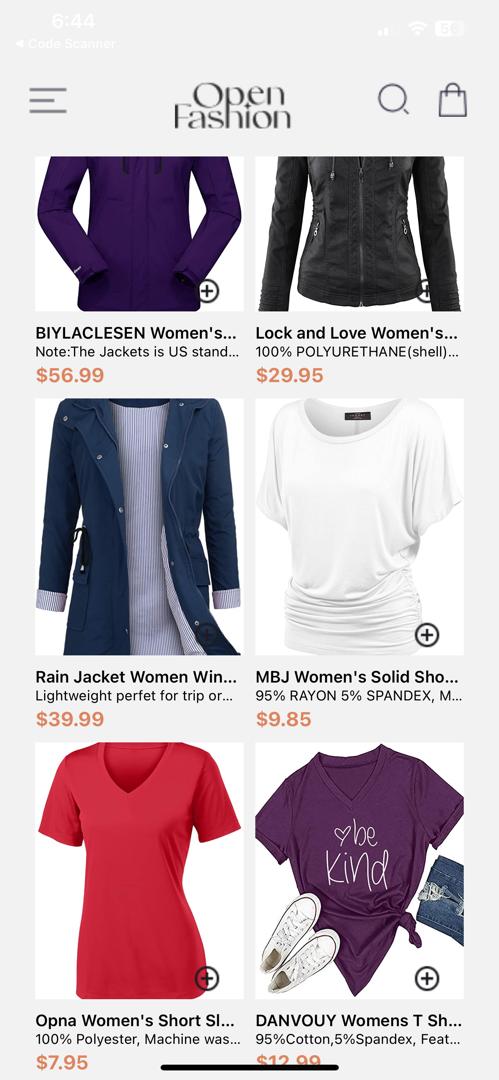 6:44
◀ Code Scanner
Open
Fashion
BIYLACLESEN Women's...
Note:The Jackets is US stand...
$56.99
Lock and Love Women's...
100% POLYURETHANE(shell)...
$29.95
Rain Jacket Women Win...
Lightweight perfet for trip or...
$39.99
MBJ Women's Solid Sho...
95% RAYON 5% SPANDEX, M...
$9.85
be
Kind
Opna Women's Short Sl...
100% Polyester, Machine was...
$7.95
DANVOUY Womens T Sh...
95%Cotton,5%Spandex, Feat...
$12.99